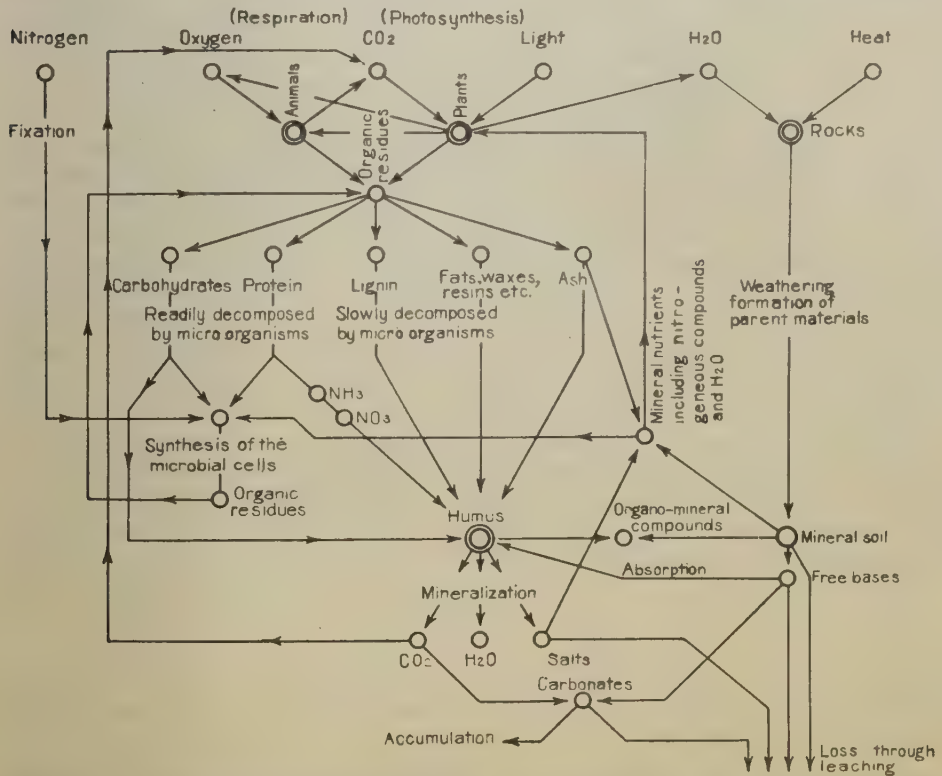 (Respiration) (Photosynthesis)
Nitrogen Oxygen CO2 Light H2O Heat
Animals
Plants
Fixation
Organic
residues
Rocks
Carbohydrates Protein Lignin Fats, waxes,
resins etc. Ash
Readily decomposed
by micro organisms
Slowly decomposed
by micro organisms
Weathering
formation of
parent materials
Mineral nutrients
including nitro-
geneous compounds
and H2O
NH3
NO3
Synthesis of the
microbial cells
Organic
residues
Humus
Organo-mineral
compounds
Mineral soil
Absorption
Free bases
Mineralization
CO2 H2O Salts
Carbonates
Accumulation
Loss through
leaching